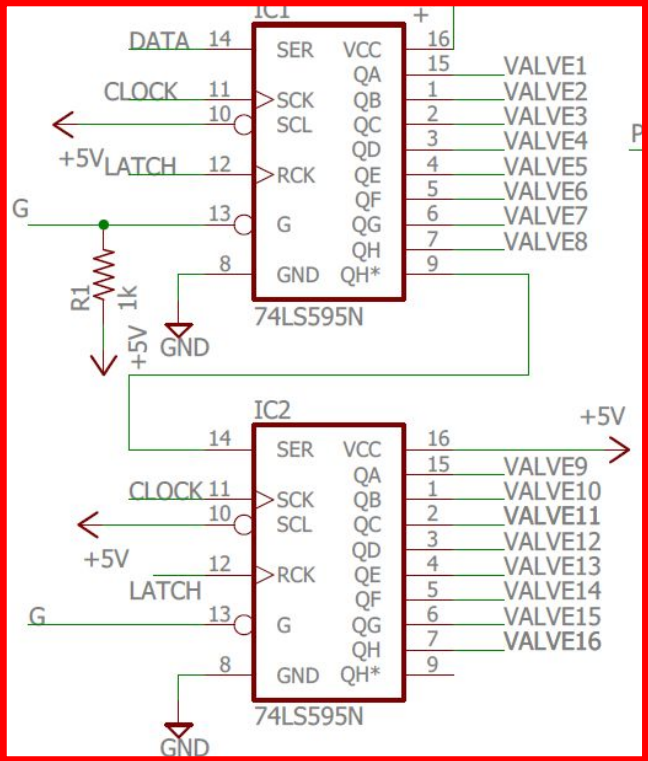 IC1
+
DATA 14 SER VCC 16
QA 15 VALVE1
CLOCK 11 SCK QB 1 VALVE2
+5V 10 SCL QC 2 VALVE3
QD 3 VALVE4
LATCH 12 RCK QE 4 VALVE5
QF 5 VALVE6
G 13 G QG 6 VALVE7
QH 7 VALVE8
8 GND QH* 9
R1 1k
74LS595N
+5V
GND
IC2
+5V
14 SER VCC 16
QA 15 VALVE9
CLOCK 11 SCK QB 1 VALVE10
10 SCL QC 2 VALVE11
+5V
QD 3 VALVE12
12 RCK QE 4 VALVE13
LATCH
QF 5 VALVE14
G 13 G QG 6 VALVE15
QH 7 VALVE16
8 GND QH* 9
74LS595N
GND